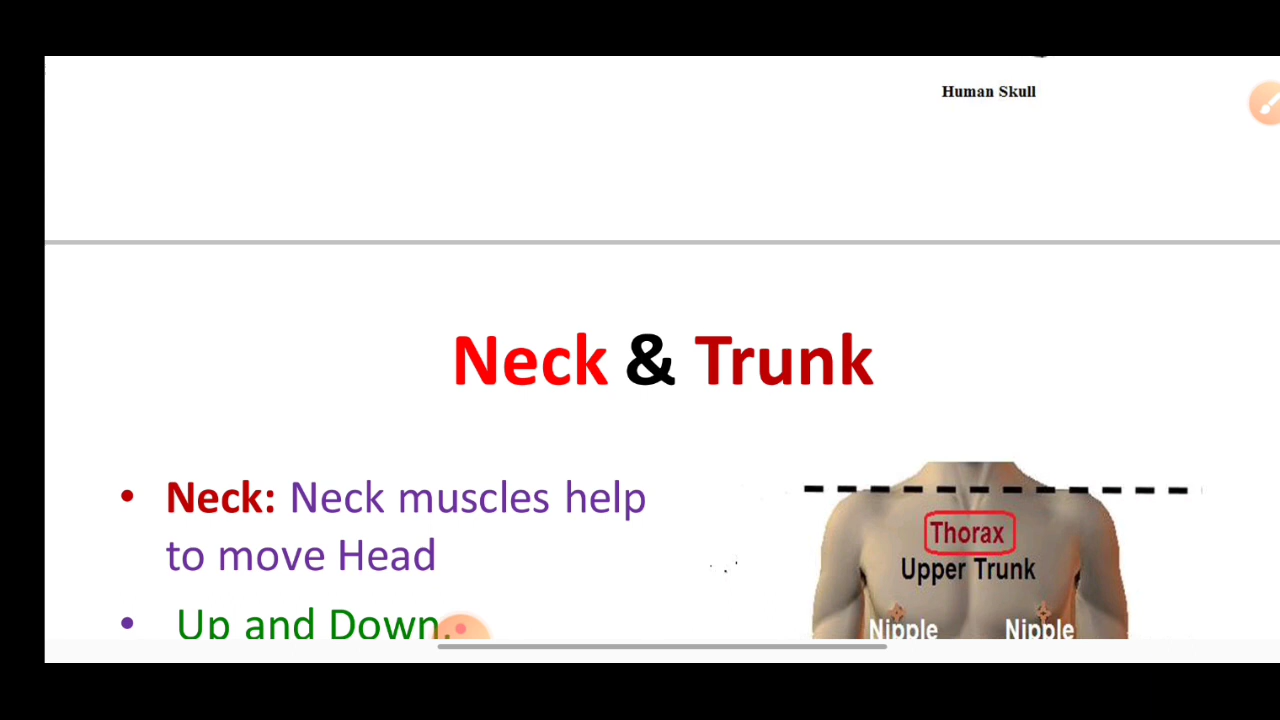 Human Skull
Neck & Trunk
• Neck: Neck muscles help
to move Head
• Up and Down.
Thorax
Upper Trunk
Nipple Nipple